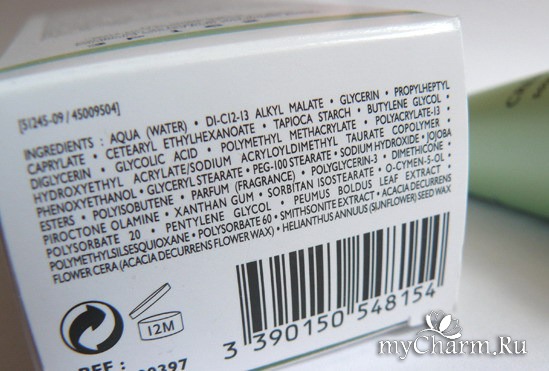 [51245-09 / 45009504]
INGREDIENTS : AQUA (WATER) • DI-C12-13 ALKYL MALATE • GLYCERIN • PROPYLHEPTYL
CAPRYLATE • CETEARYL ETHYLHEXANOATE • TAPIOCA STARCH • BUTYLENE GLYCOL •
DIGLYCERIN • GLYCOLIC ACID • POLYMETHYL METHACRYLATE • POLYACRYLATE-13 •
HYDROXYETHYL ACRYLATE/SODIUM ACRYLOYLDIMETHYL TAURATE COPOLYMER •
PHENOXYETHANOL • GLYCERYL STEARATE • PEG-100 STEARATE • SODIUM HYDROXIDE • JOJOBA
ESTERS • POLYISOBUTENE • PARFUM (FRAGRANCE) • POLYGLYCERIN-3 • DIMETHICONE •
PIROCTONE OLAMINE • XANTHAN GUM • SORBITAN ISOSTEARATE • O-CYMEN-5-OL •
POLYSORBATE 20 • PENTYLENE GLYCOL • PEUMUS BOLDUS LEAF EXTRACT •
POLYMETHYLSILSESQUIOXANE • POLYSORBATE 60 • SMITHSONITE EXTRACT • ACACIA DECURRENS
FLOWER CERA (ACACIA DECURRENS FLOWER WAX) • HELIANTHUS ANNUUS (SUNFLOWER) SEED WAX
12M
3 390150 548154
REF :
myCharm.Ru